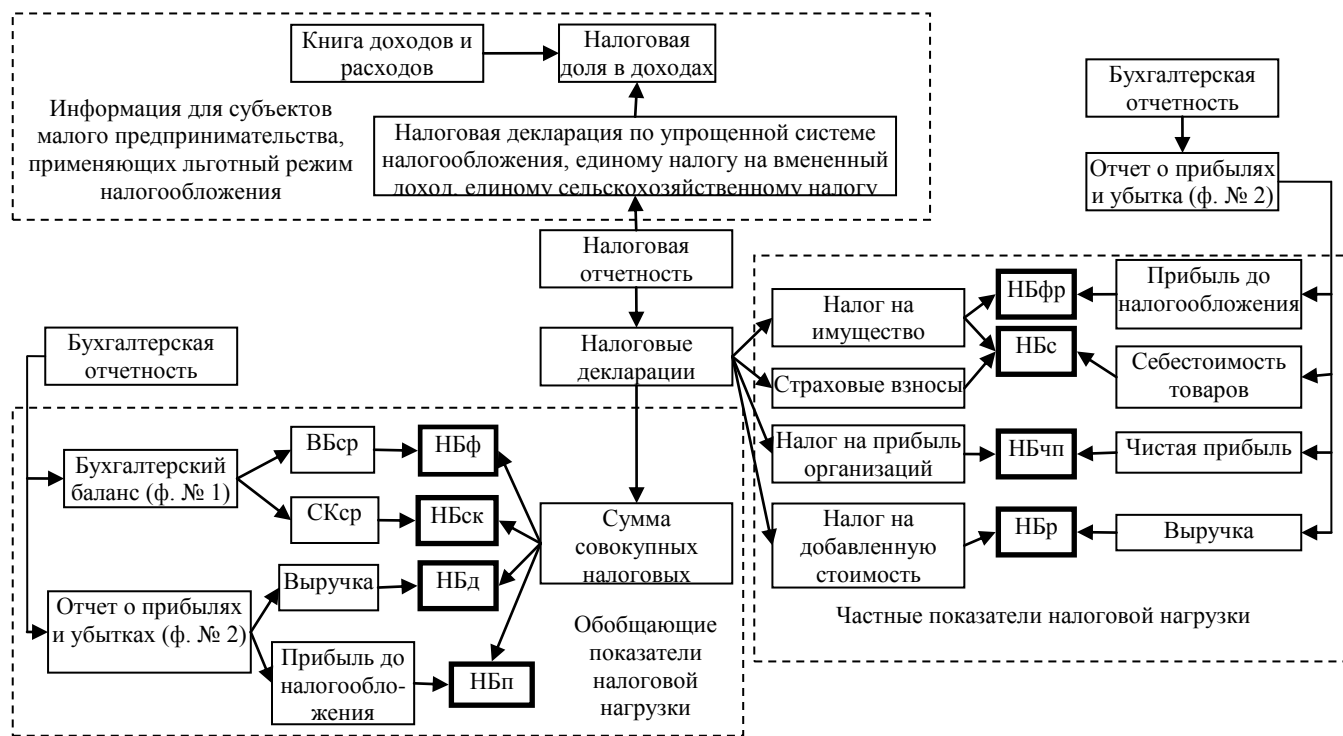 Книга доходов и
расходов
Налоговая
доля в доходах
Информация для субъектов
малого предпринимательства,
применяющих льготный режим
налогообложения
Налоговая декларация по упрощенной системе
налогообложения, единому налогу на вмененный
доход, единому сельскохозяйственному налогу
Бухгалтерская
отчетность
Отчет о прибылях
и убытка (ф. № 2)
Налоговая
отчетность
Налоговые
декларации
Бухгалтерская
отчетность
Бухгалтерский
баланс (ф. № 1)
ВБср
НБф
СКср
НБск
Отчет о прибылях
и убытках (ф. № 2)
Выручка
НБд
Прибыль до
налогообло-
жения
НБп
Сумма
совокупных
налоговых
Обобщающие
показатели
налоговой
нагрузки
Налог на
имущество
НБфр
Прибыль до
налогообложения
Страховые взносы
НБс
Себестоимость
товаров
Налог на прибыль
организаций
НБчп
Чистая прибыль
Налог на
добавленную
стоимость
НБр
Выручка
Частные показатели налоговой нагрузки